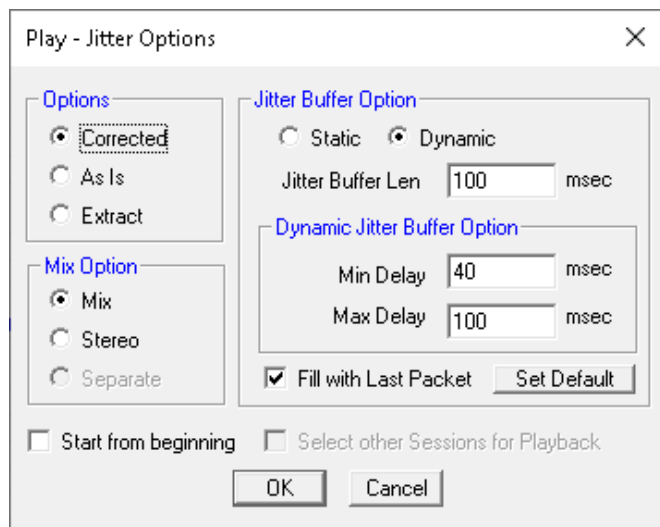 Play - Jitter Options
Options
Corrected
As Is
Extract
Mix Option
Mix
Stereo
Separate
Jitter Buffer Option
Static Dynamic
Jitter Buffer Len 100 msec
Dynamic Jitter Buffer Option
Min Delay 40 msec
Max Delay 100 msec
Fill with Last Packet Set Default
Start from beginning Select other Sessions for Playback
OK Cancel